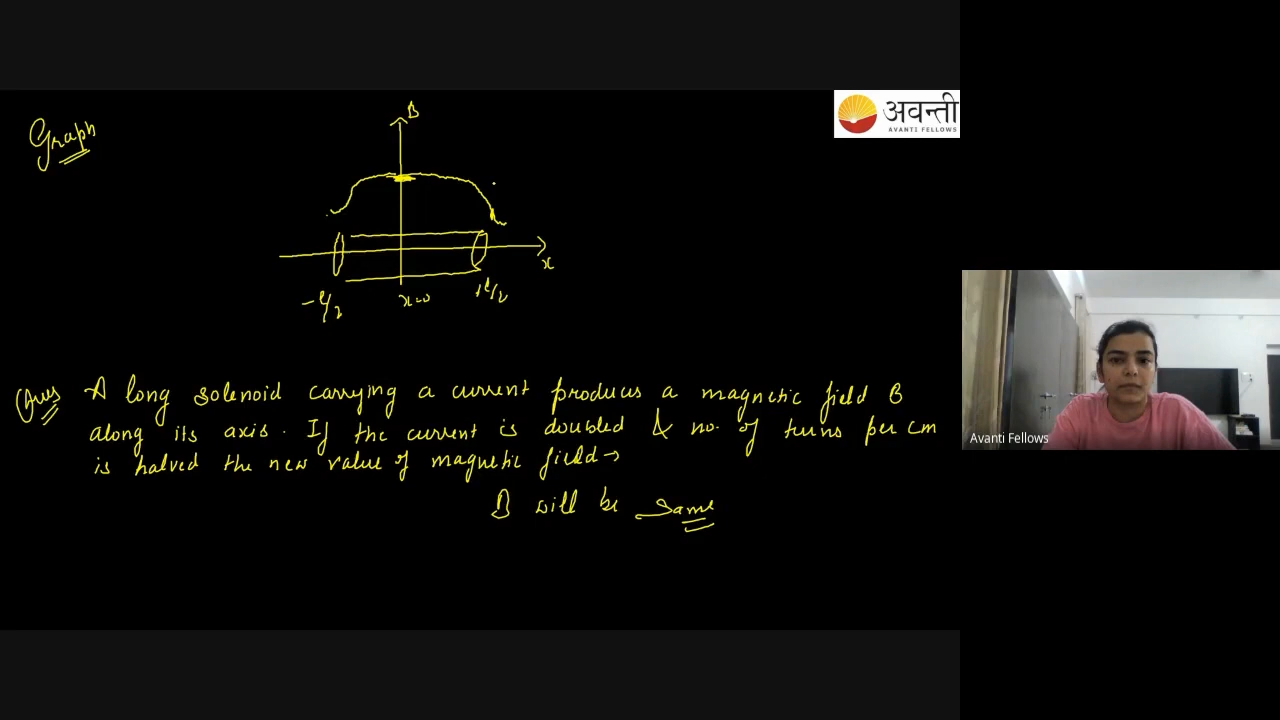 अवन्ती
AVANTI FELLOWS
Graph
B
x
-l/2
x=0
+l/2
Ques A long solenoid carrying a current produces a magnetic field B
along its axis. If the current is doubled & no. of turns per cm
is halved the new value of magnetic field→
B will be same
Avanti Fellows